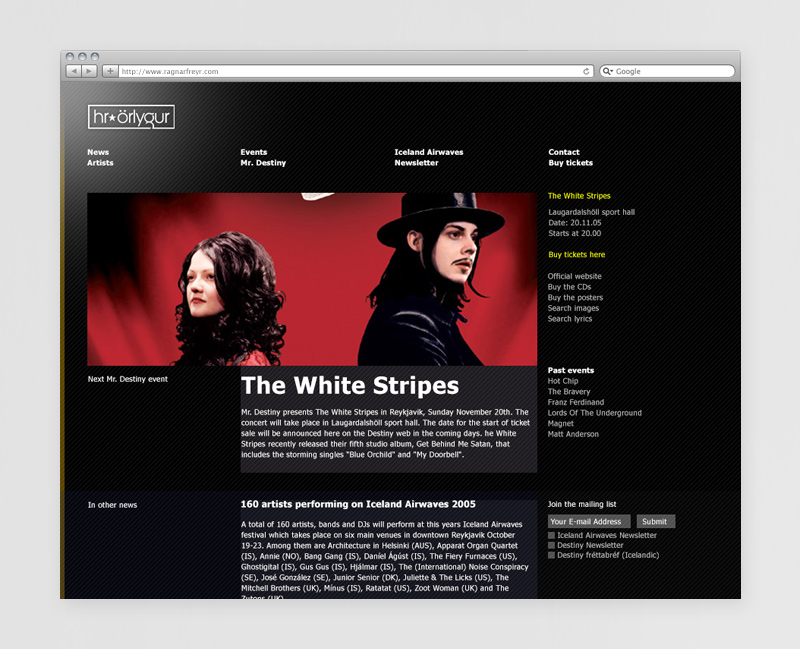 http://www.ragnarfreyr.com
Google
hr★örlygur
News
Artists
Events
Mr. Destiny
Iceland Airwaves
Newsletter
Contact
Buy tickets
The White Stripes
Laugardalshöll sport hall
Date: 20.11.05
Starts at 20.00
Buy tickets here
Official website
Buy the CDs
Buy the posters
Search images
Search lyrics
Next Mr. Destiny event
The White Stripes
Mr. Destiny presents The White Stripes in Reykjavik, Sunday November 20th. The
concert will take place in Laugardalshöll sport hall. The date for the start of ticket
sale will be announced here on the Destiny web in the coming days. he White
Stripes recently released their fifth studio album, Get Behind Me Satan, that
includes the storming singles "Blue Orchid" and "My Doorbell".
Past events
Hot Chip
The Bravery
Franz Ferdinand
Lords Of The Underground
Magnet
Matt Anderson
In other news
160 artists performing on Iceland Airwaves 2005
A total of 160 artists, bands and DJs will perform at this years Iceland Airwaves
festival which takes place on six main venues in downtown Reykjavik October
19-23. Among them are Architecture in Helsinki (AUS), Apparat Organ Quartet
(IS), Annie (NO), Bang Gang (IS), Daníel Ágúst (IS), The Fiery Furnaces (US),
Ghostigital (IS), Gus Gus (IS), Hjálmar (IS), The (International) Noise Conspiracy
(SE), José González (SE), Junior Senior (DK), Juliette & The Licks (US), The
Mitchell Brothers (UK), Mínus (IS), Ratatat (US), Zoot Woman (UK) and The
Zutons (UK).
Join the mailing list
Your E-mail Address
Submit
Iceland Airwaves Newsletter
Destiny Newsletter
Destiny fréttabréf (Icelandic)